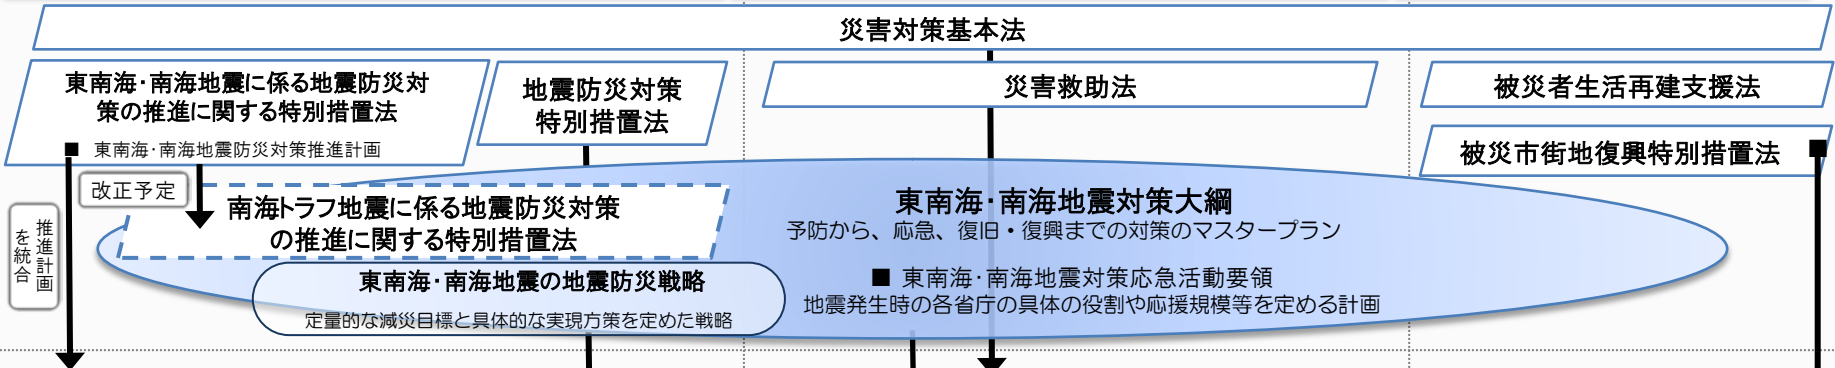 災害対策基本法
東南海・南海地震に係る地震防災対
策の推進に関する特別措置法
■ 東南海・南海地震防災対策推進計画
地震防災対策
特別措置法
災害救助法
被災者生活再建支援法
被災市街地復興特別措置法
改正予定
推進計画
を統合
南海トラフ地震に係る地震防災対策
の推進に関する特別措置法
東南海・南海地震の地震防災戦略
定量的な減災目標と具体的な実現方策を定めた戦略
東南海・南海地震対策大綱
予防から、応急、復旧・復興までの対策のマスタープラン
■ 東南海・南海地震対策応急活動要領
地震発生時の各省庁の具体の役割や応援規模等を定める計画